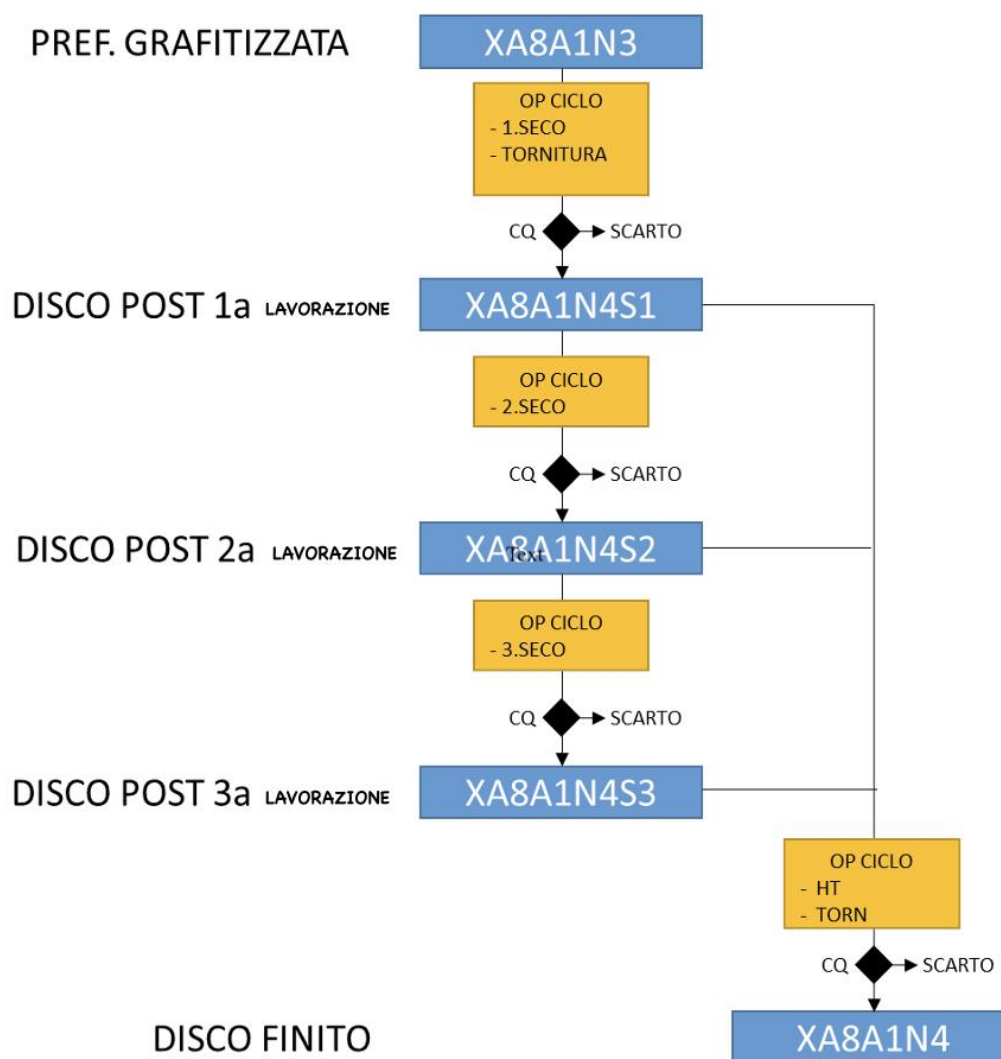 PREF. GRAFITIZZATA XA8A1N3
OP CICLO
- 1.SECO
- TORNITURA
CQ SCARTO
DISCO POST 1a LAVORAZIONE XA8A1N4S1
OP CICLO
- 2.SECO
CQ SCARTO
DISCO POST 2a LAVORAZIONE XA8A1N4S2
Text
OP CICLO
- 3.SECO
CQ SCARTO
DISCO POST 3a LAVORAZIONE XA8A1N4S3
OP CICLO
- HT
- TORN
CQ SCARTO
DISCO FINITO XA8A1N4